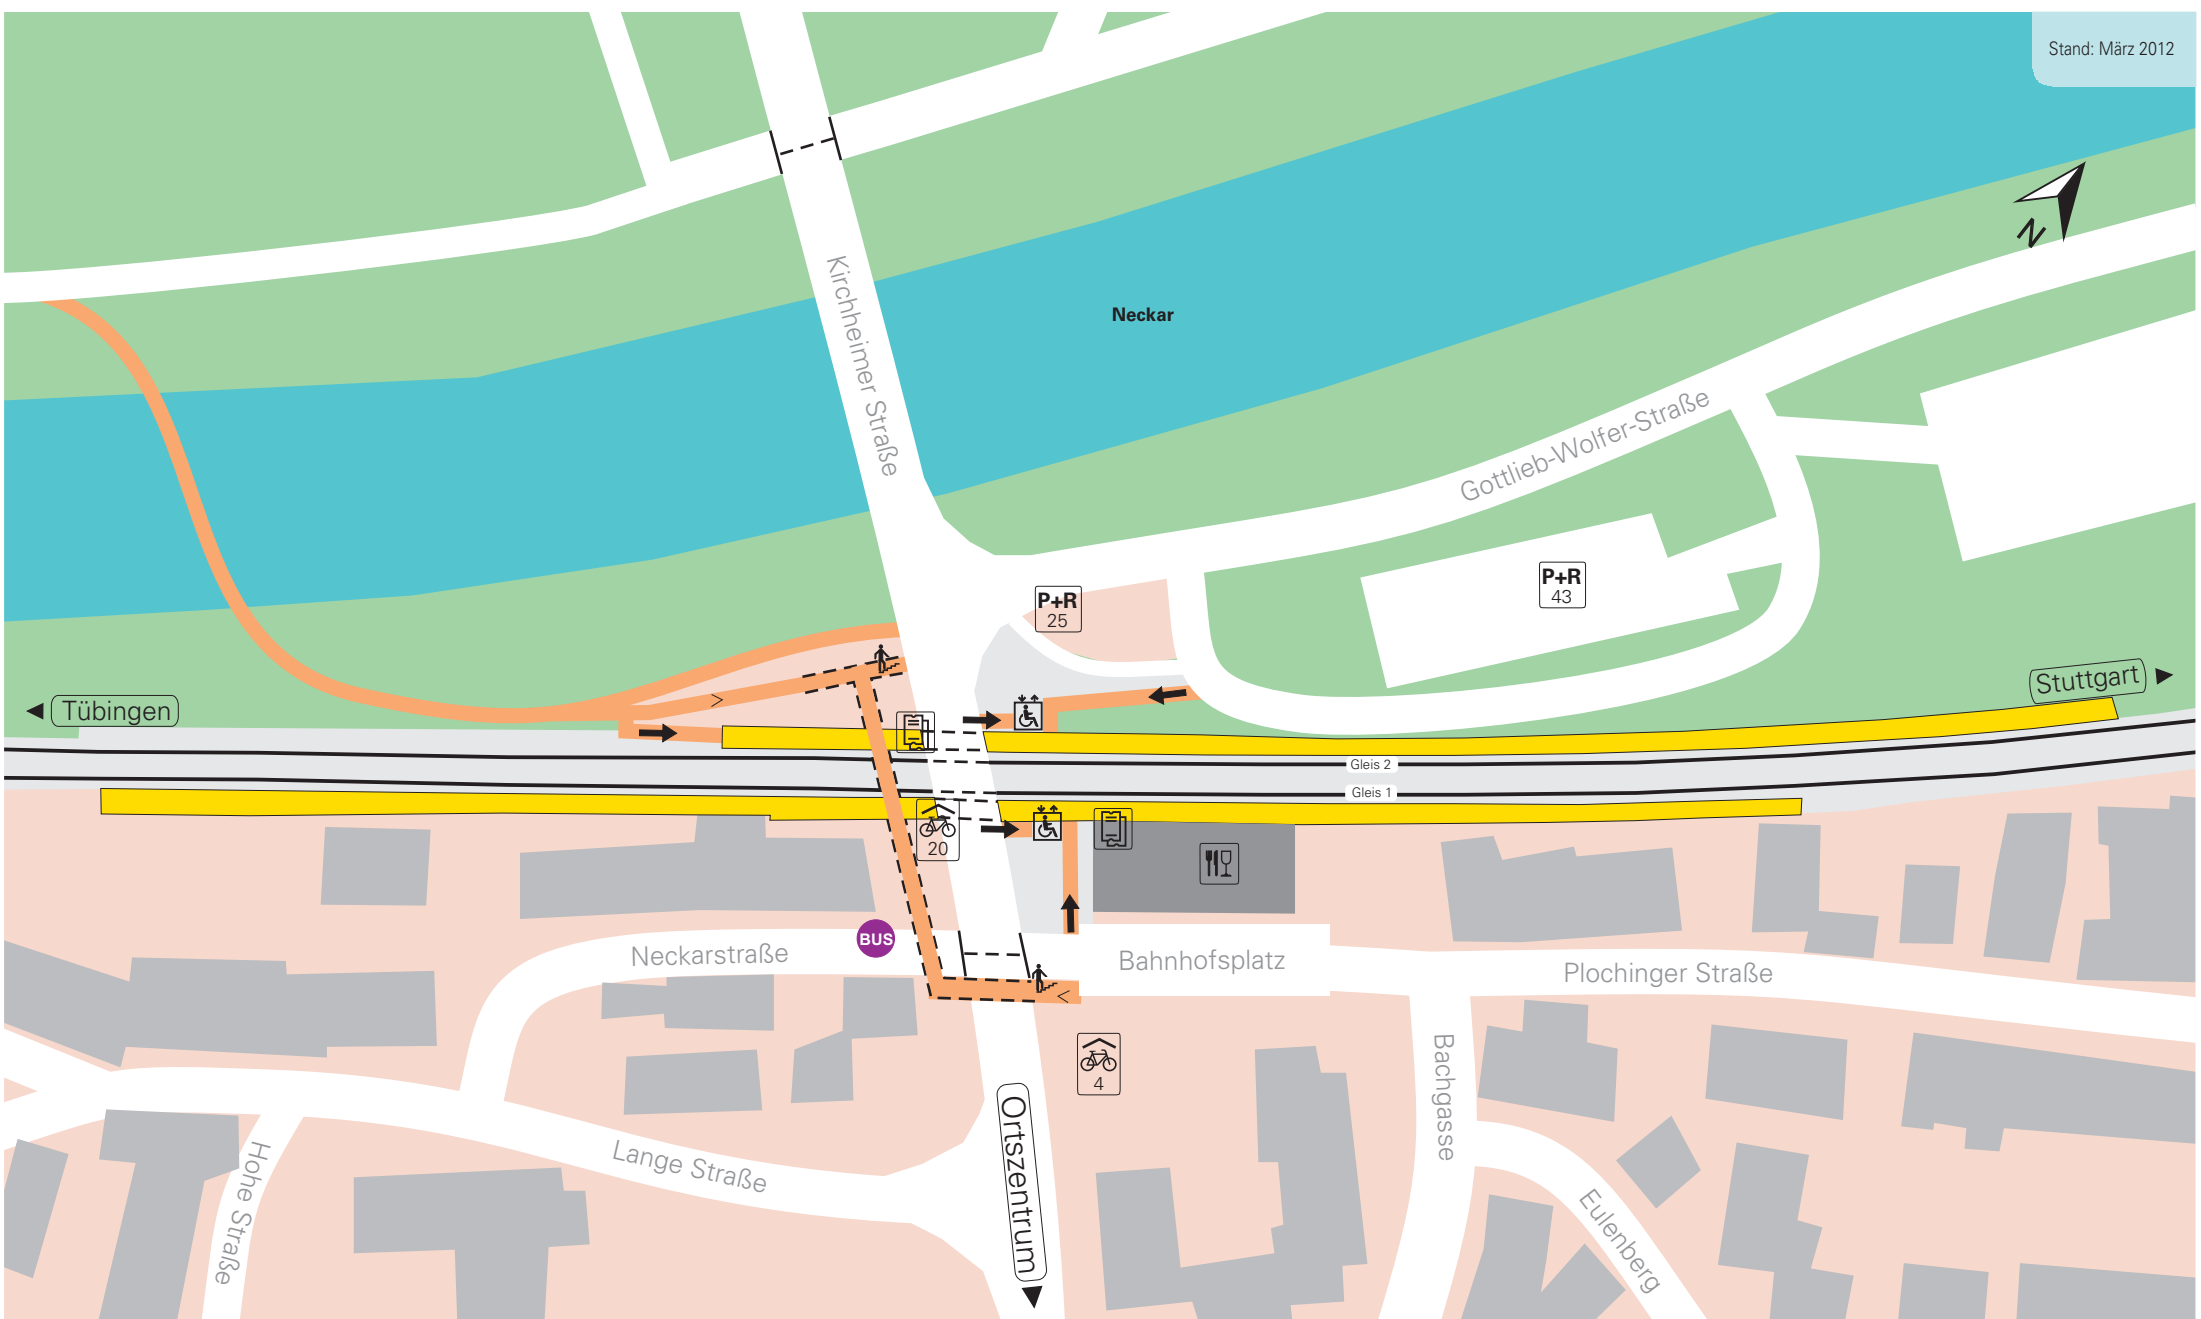 Stand: März 2012
N
Kirchheimer Straße
Neckar
Gottlieb-Wolfer-Straße
P+R
25
P+R
43
Tübingen
Stuttgart
Gleis 2
Gleis 1
20
BUS
Neckarstraße
Bahnhofsplatz
Plochinger Straße
4
Bachgasse
Ortszentrum
Lange Straße
Hohe Straße
Eulenberg